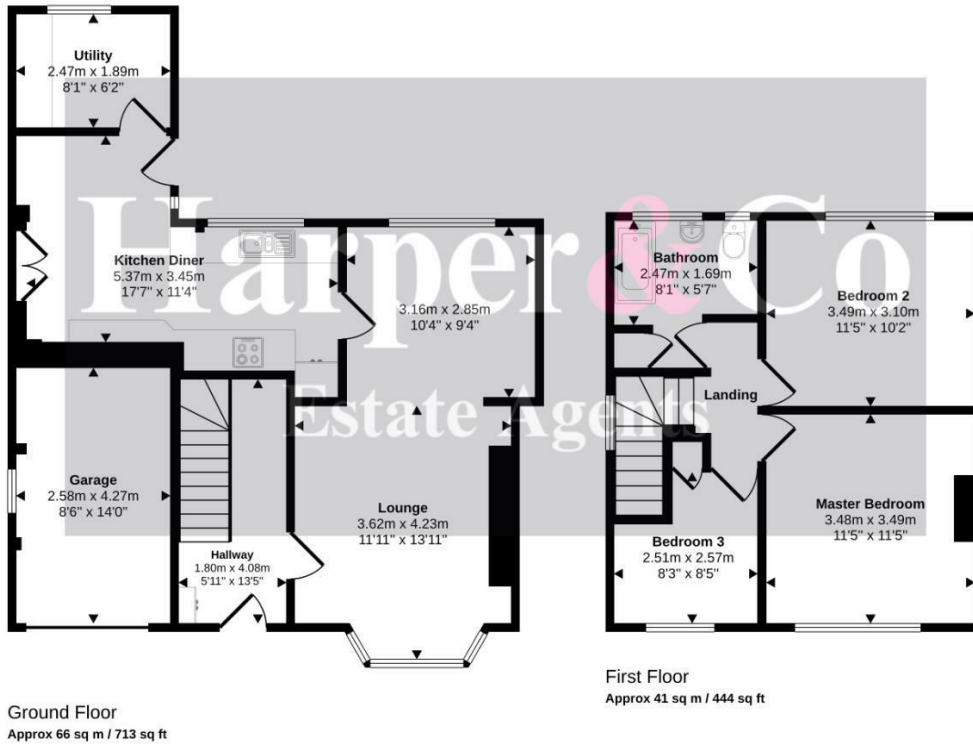 Utility
2.47m x 1.89m
8'1" x 6'2"
Kitchen Diner
5.37m x 3.45m
17'7" x 11'4"
3.16m x 2.85m
10'4" x 9'4"
Garage
2.58m x 4.27m
8'6" x 14'0"
Hallway
1.80m x 4.08m
5'11" x 13'5"
Lounge
3.62m x 4.23m
11'11" x 13'11"
Ground Floor
Approx 66 sq m / 713 sq ft
Bathroom
2.47m x 1.69m
8'1" x 5'7"
Bedroom 2
3.49m x 3.10m
11'5" x 10'2"
Landing
Master Bedroom
3.48m x 3.49m
11'5" x 11'5"
Bedroom 3
2.51m x 2.57m
8'3" x 8'5"
First Floor
Approx 41 sq m / 444 sq ft
Harper&Co
Estate Agents